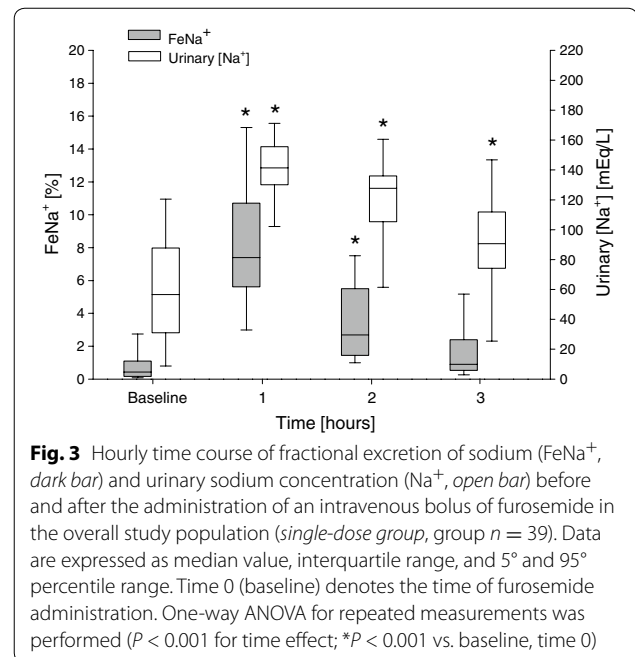 FeNa+
Urinary [Na+]
20
18
16
14
12
10
8
6
4
2
0
FeNa+ [%]
220
200
180
160
140
120
100
80
60
40
20
0
Urinary [Na+] [mEq/L]
* *
*
*
*
Baseline 1 2 3
Time [hours]
Fig. 3 Hourly time course of fractional excretion of sodium (FeNa+,
dark bar) and urinary sodium concentration (Na+, open bar) before
and after the administration of an intravenous bolus of furosemide in
the overall study population (single-dose group, group n = 39). Data
are expressed as median value, interquartile range, and 5° and 95°
percentile range. Time 0 (baseline) denotes the time of furosemide
administration. One-way ANOVA for repeated measurements was
performed (P < 0.001 for time effect; *P < 0.001 vs. baseline, time 0)